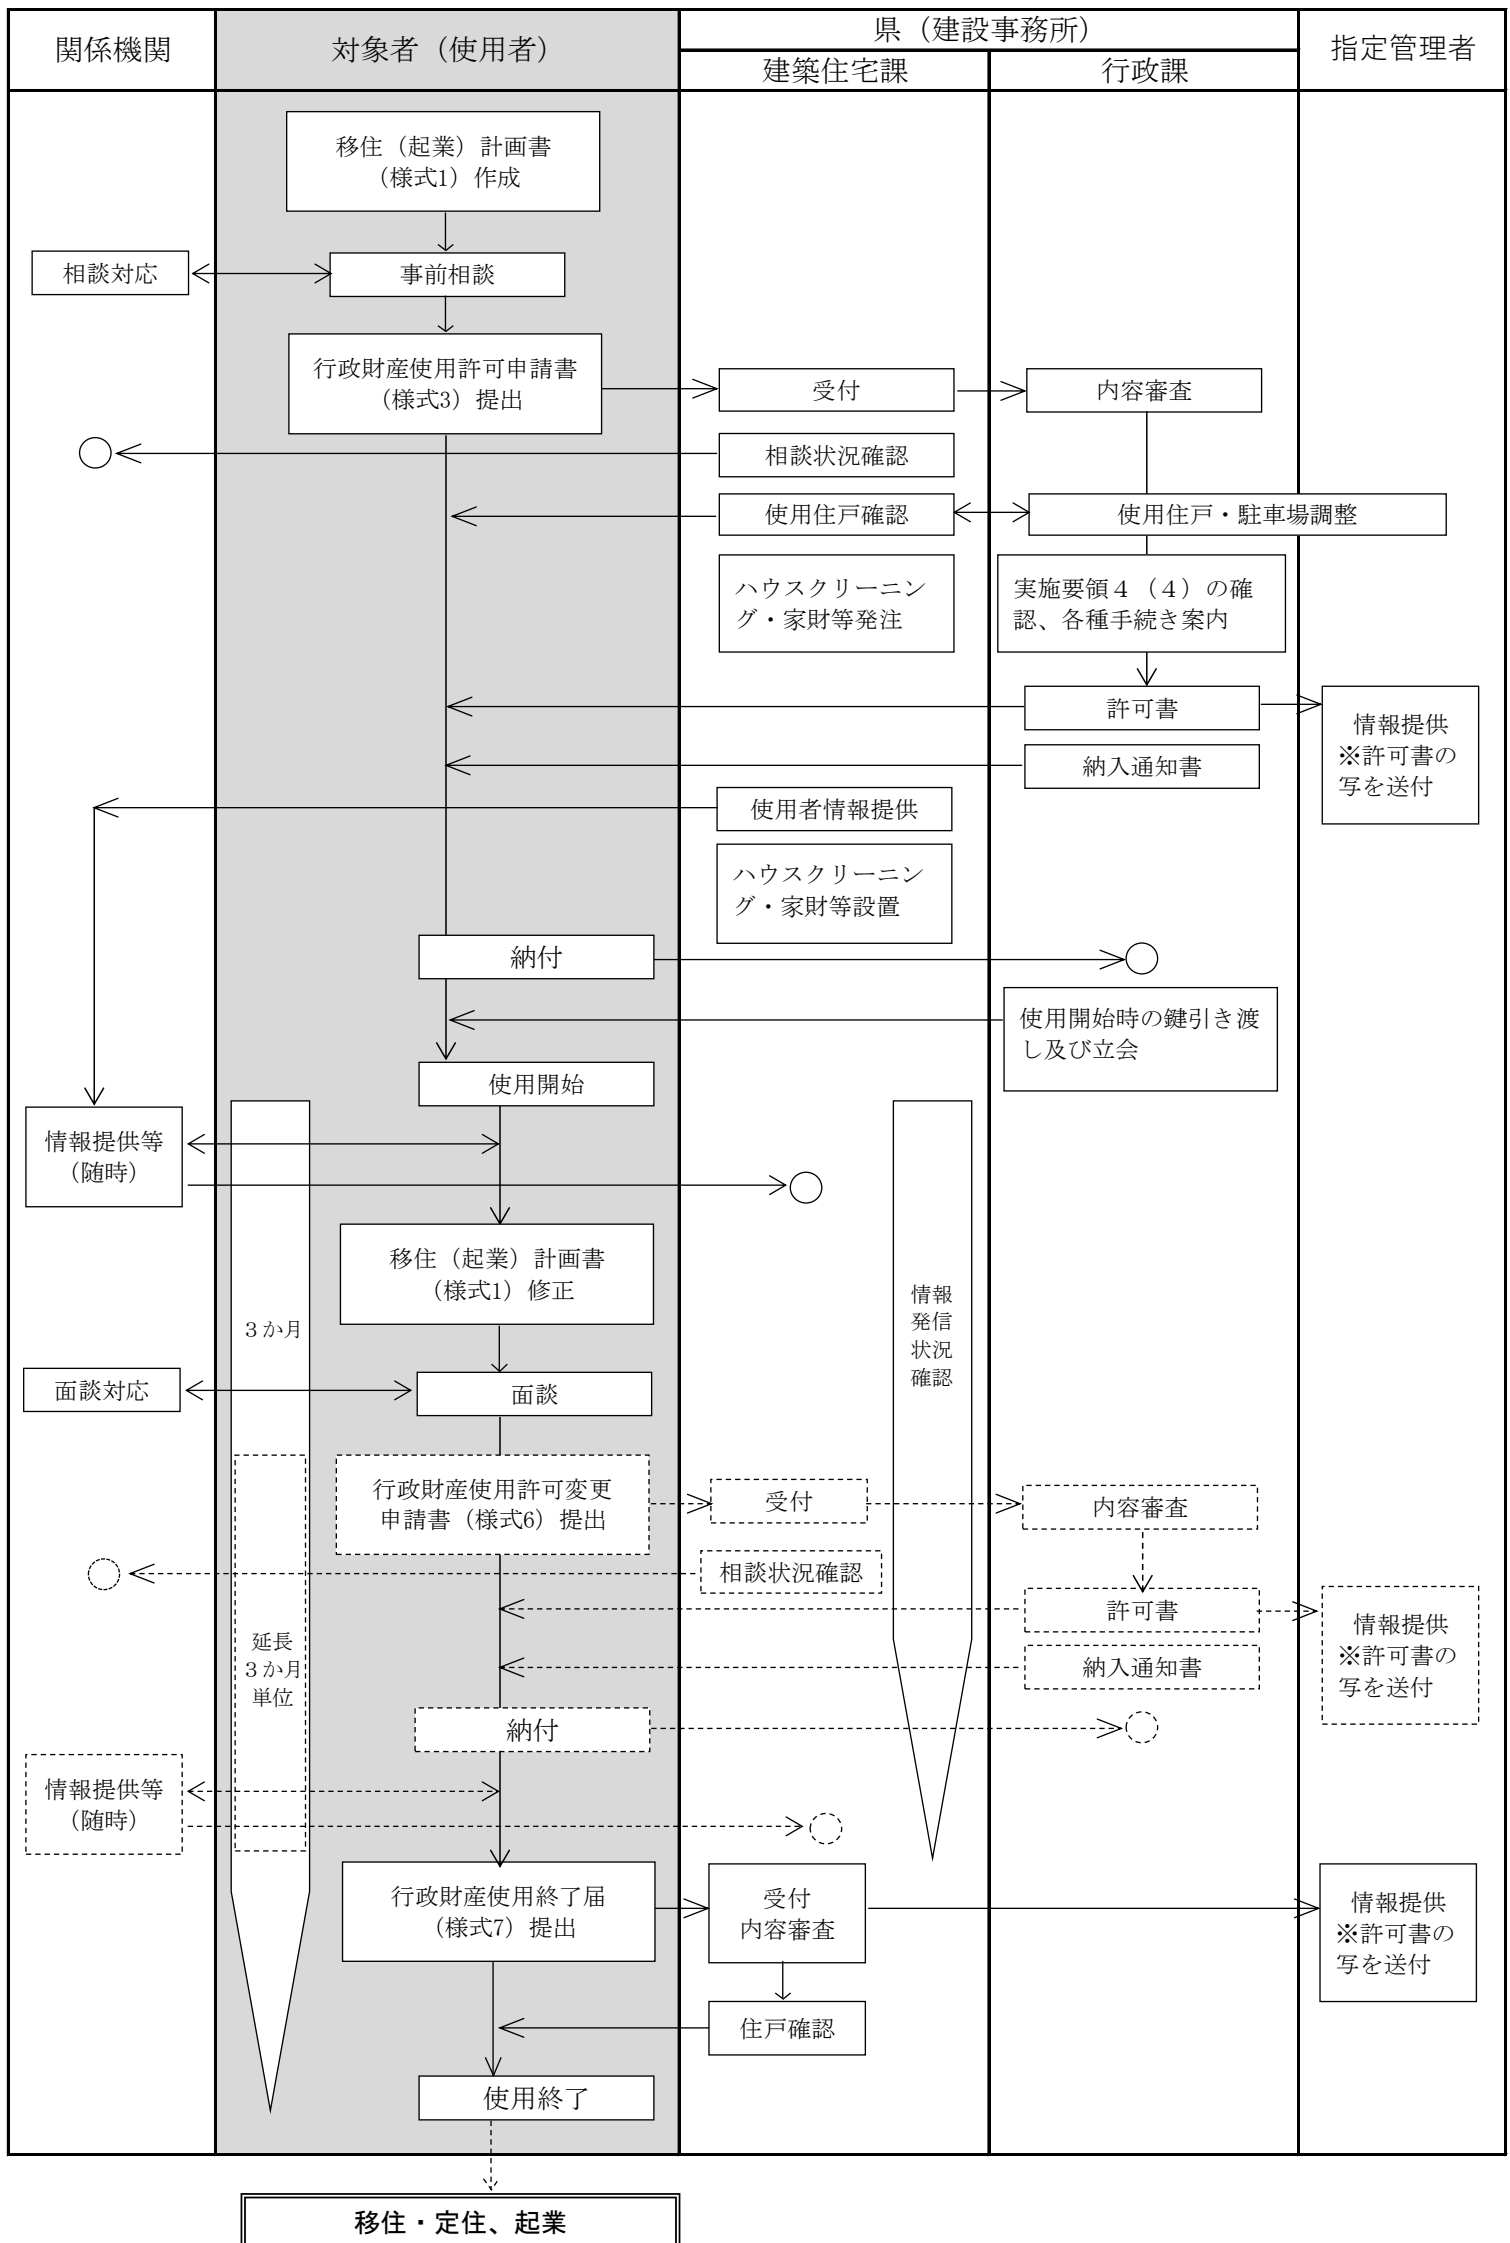 関係機関
対象者（使用者）
県（建設事務所）
建築住宅課
行政課
指定管理者
移住（起業）計画書
（様式1）作成
相談対応
事前相談
行政財産使用許可申請書
（様式3）提出
受付
内容審査
相談状況確認
使用住戸確認
使用住戸・駐車場調整
ハウスクリーニン
グ・家財等発注
実施要領４（４）の確
認、各種手続き案内
許可書
情報提供
※許可書の
写を送付
納入通知書
使用者情報提供
ハウスクリーニン
グ・家財等設置
納付
使用開始時の鍵引き渡
し及び立会
使用開始
情報提供等
（随時）
移住（起業）計画書
（様式1）修正
３か月
情報
発信
状況
確認
面談対応
面談
行政財産使用許可変更
申請書（様式6）提出
受付
内容審査
相談状況確認
許可書
情報提供
※許可書の
写を送付
延長
３か月
単位
納入通知書
納付
情報提供等
（随時）
行政財産使用終了届
（様式7）提出
受付
内容審査
情報提供
※許可書の
写を送付
住戸確認
使用終了
移住・定住、起業